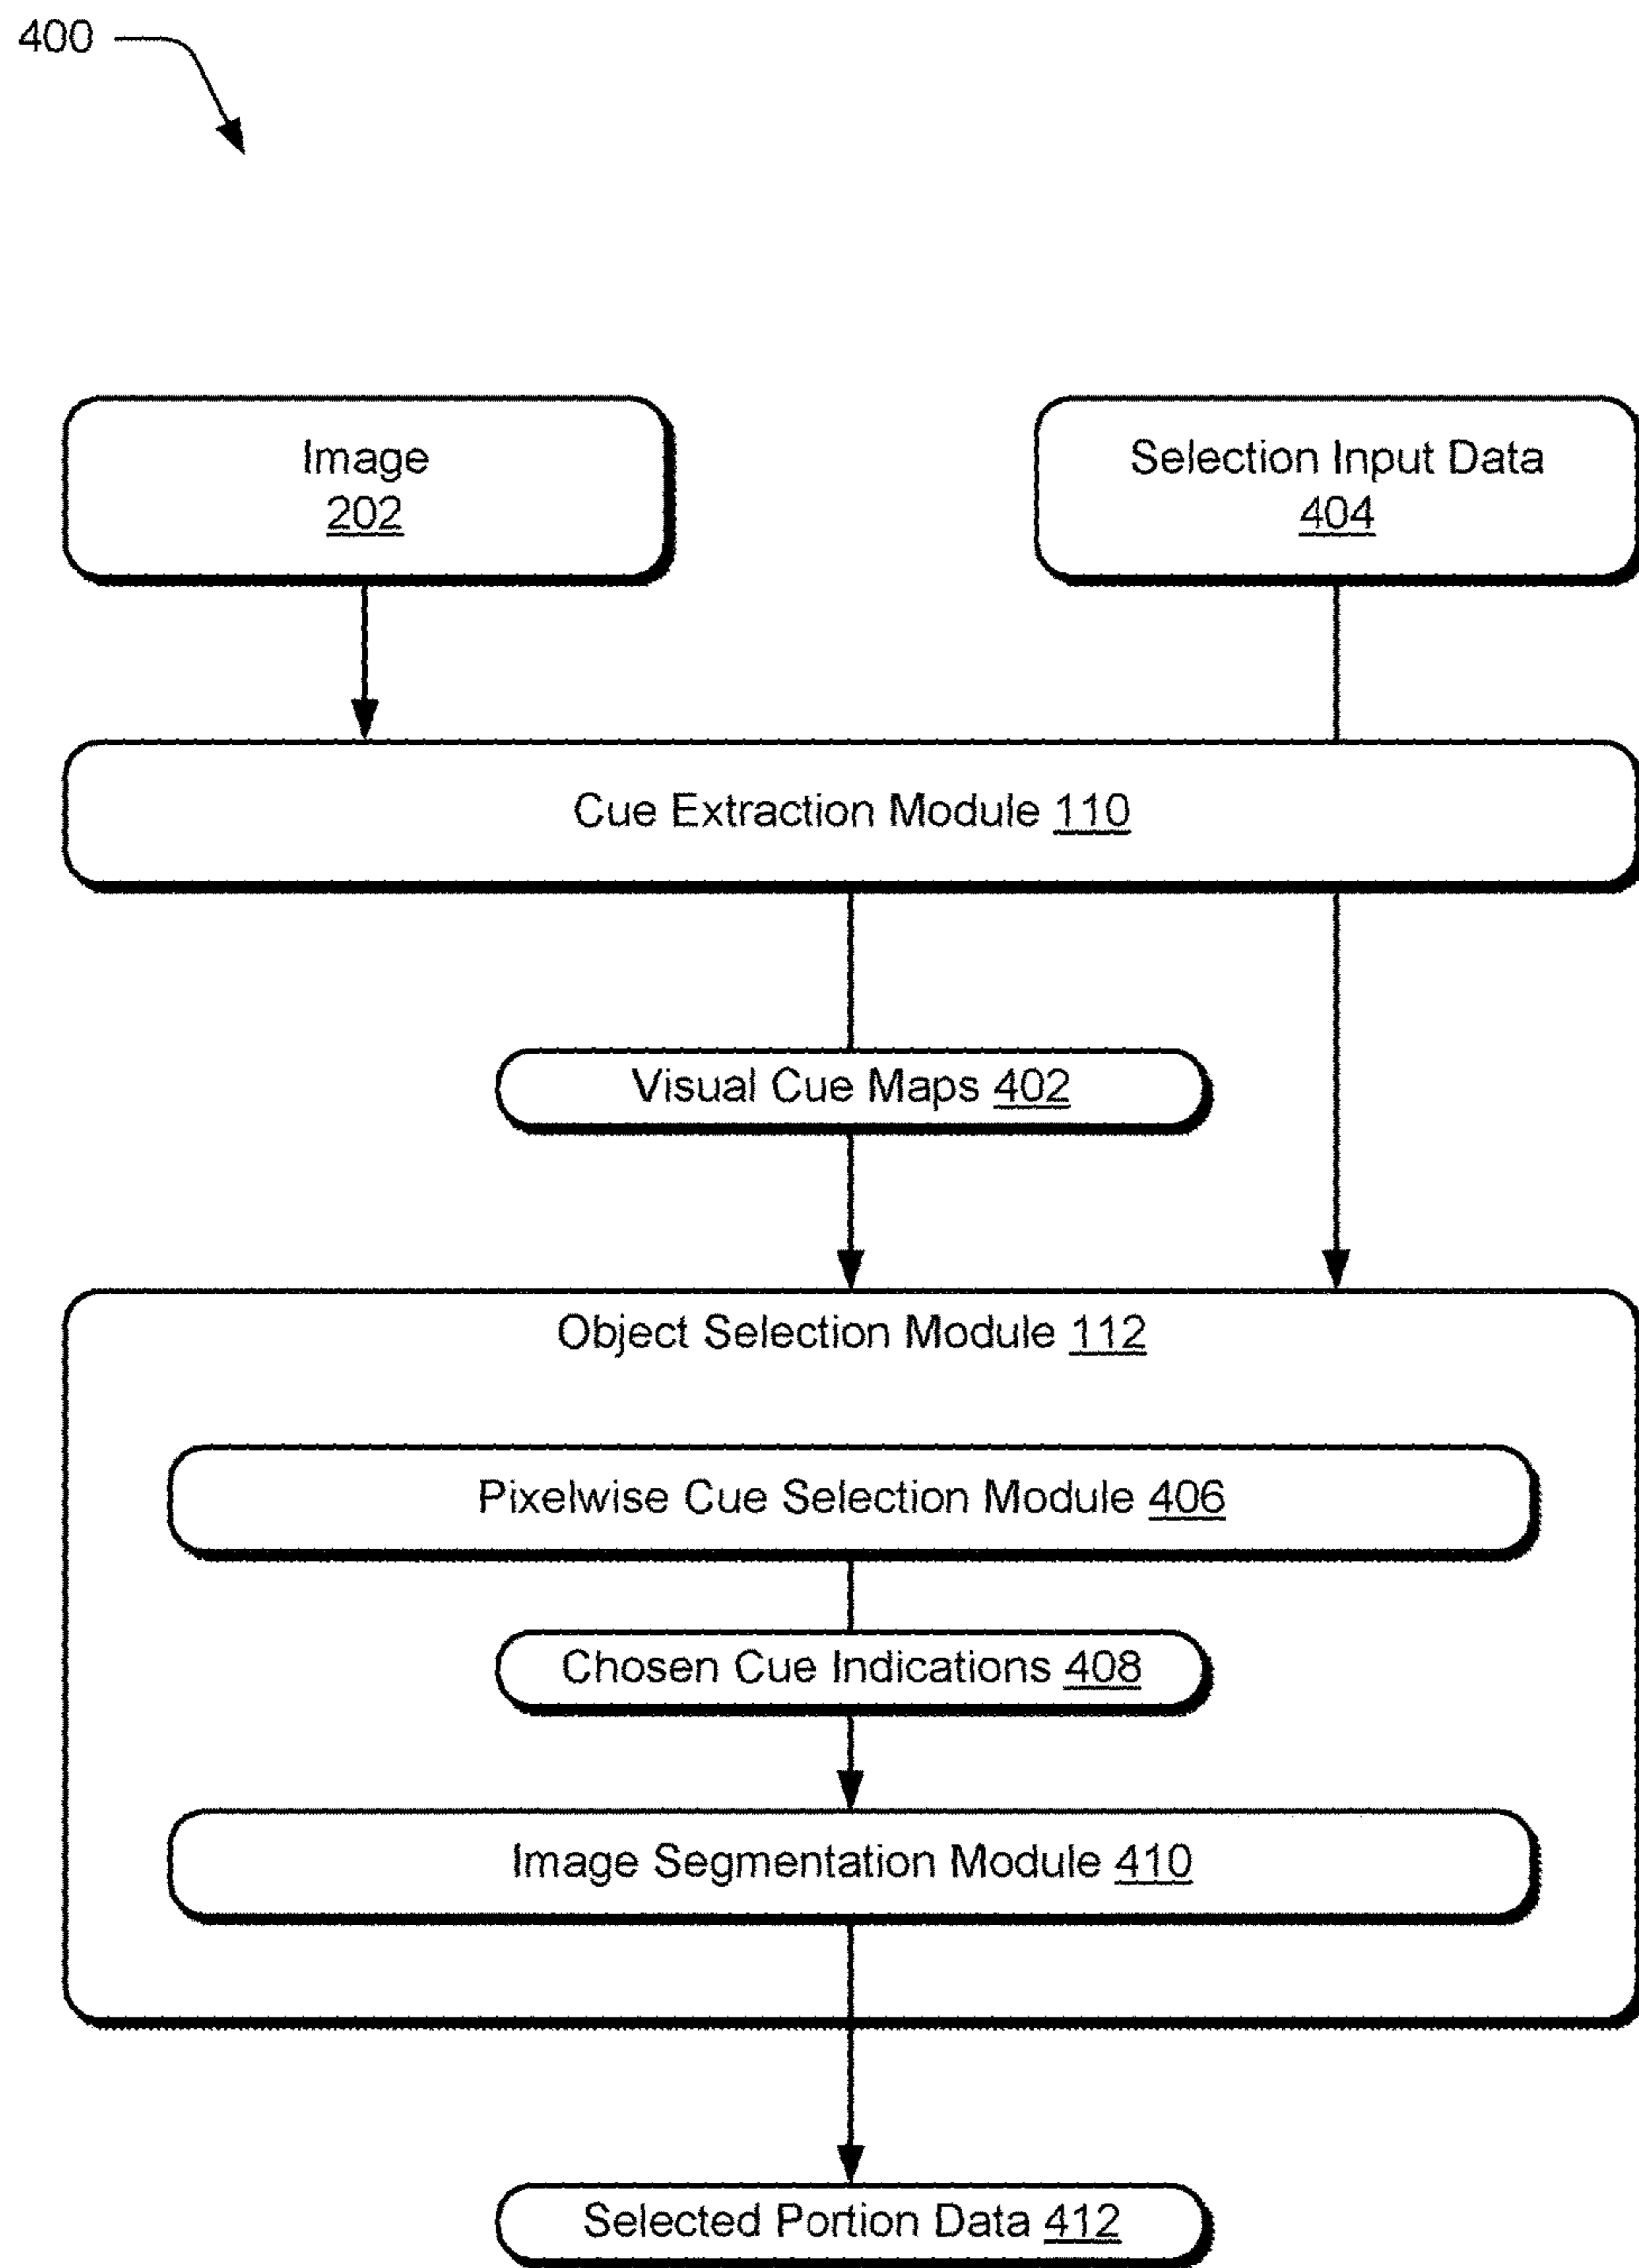 400
Image
202
Selection Input Data
404
Cue Extraction Module 110
Visual Cue Maps 402
Object Selection Module 112
Pixelwise Cue Selection Module 406
Chosen Cue Indications 408
Image Segmentation Module 410
Selected Portion Data 412